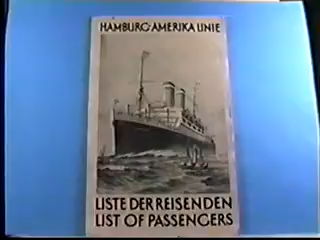 HAMBURG-AMERIKA LINIE
LISTE DER REISENDEN
LIST OF PASSENGERS